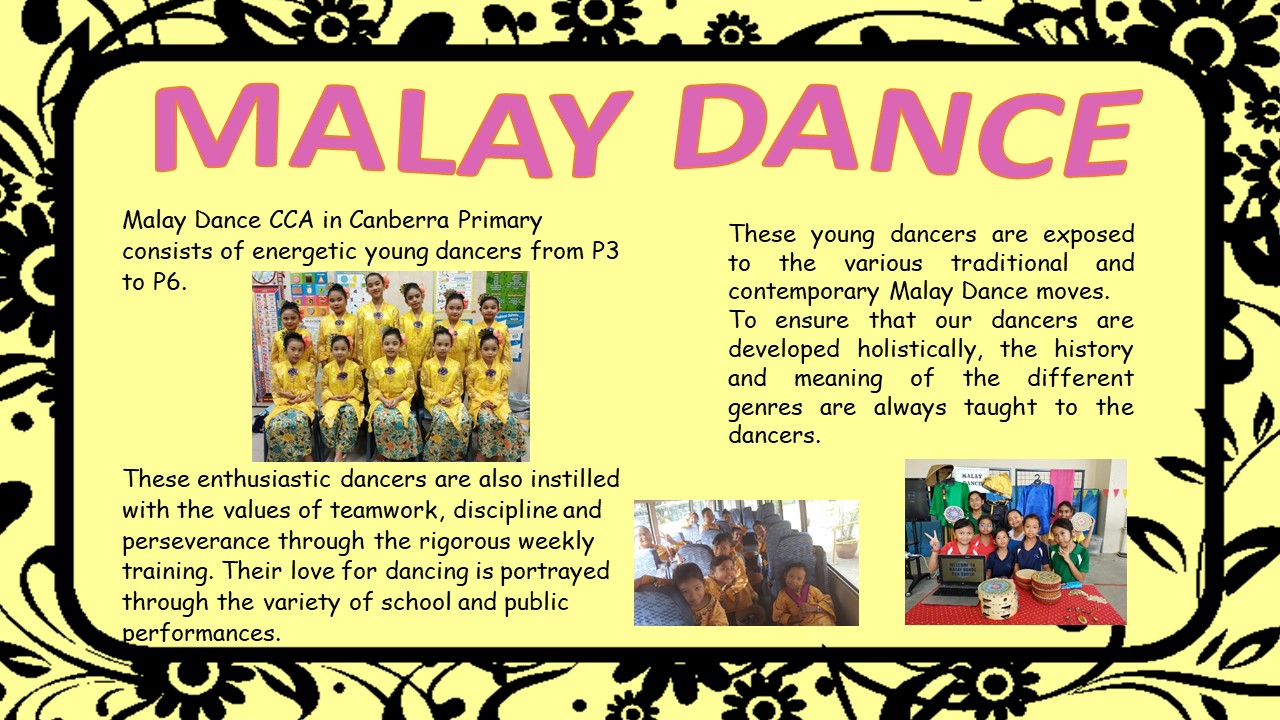 MALAY DANCE
Malay Dance CCA in Canberra Primary
consists of energetic young dancers from P3
to P6.
These enthusiastic dancers are also instilled
with the values of teamwork, discipline and
perseverance through the rigorous weekly
training. Their love for dancing is portrayed
through the variety of school and public
performances.
These young dancers are exposed
to the various traditional and
contemporary Malay Dance moves.
To ensure that our dancers are
developed holistically, the history
and meaning of the different
genres are always taught to the
dancers.
MALAY
DANCE
WELCOME TO
MALAY DANCE